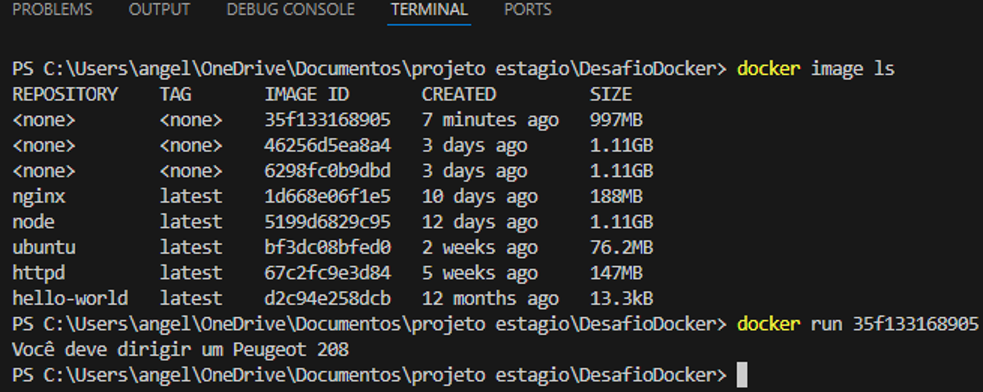 PROBLEMS OUTPUT DEBUG CONSOLE TERMINAL PORTS
PS C:\Users\angel\OneDrive\Documentos\projeto estagio\DesafioDocker> docker image ls
REPOSITORY TAG IMAGE ID CREATED SIZE
<none> <none> 35f133168905 7 minutes ago 997MB
<none> <none> 46256d5ea8a4 3 days ago 1.11GB
<none> <none> 6298fc0b9dbd 3 days ago 1.11GB
nginx latest 1d668e06f1e5 10 days ago 188MB
node latest 5199d6829c95 12 days ago 1.11GB
ubuntu latest bf3dc08bfed0 2 weeks ago 76.2MB
httpd latest 67c2fc9e3d84 5 weeks ago 147MB
hello-world latest d2c94e258dcb 12 months ago 13.3kB
PS C:\Users\angel\OneDrive\Documentos\projeto estagio\DesafioDocker> docker run 35f133168905
Você deve dirigir um Peugeot 208
PS C:\Users\angel\OneDrive\Documentos\projeto estagio\DesafioDocker>